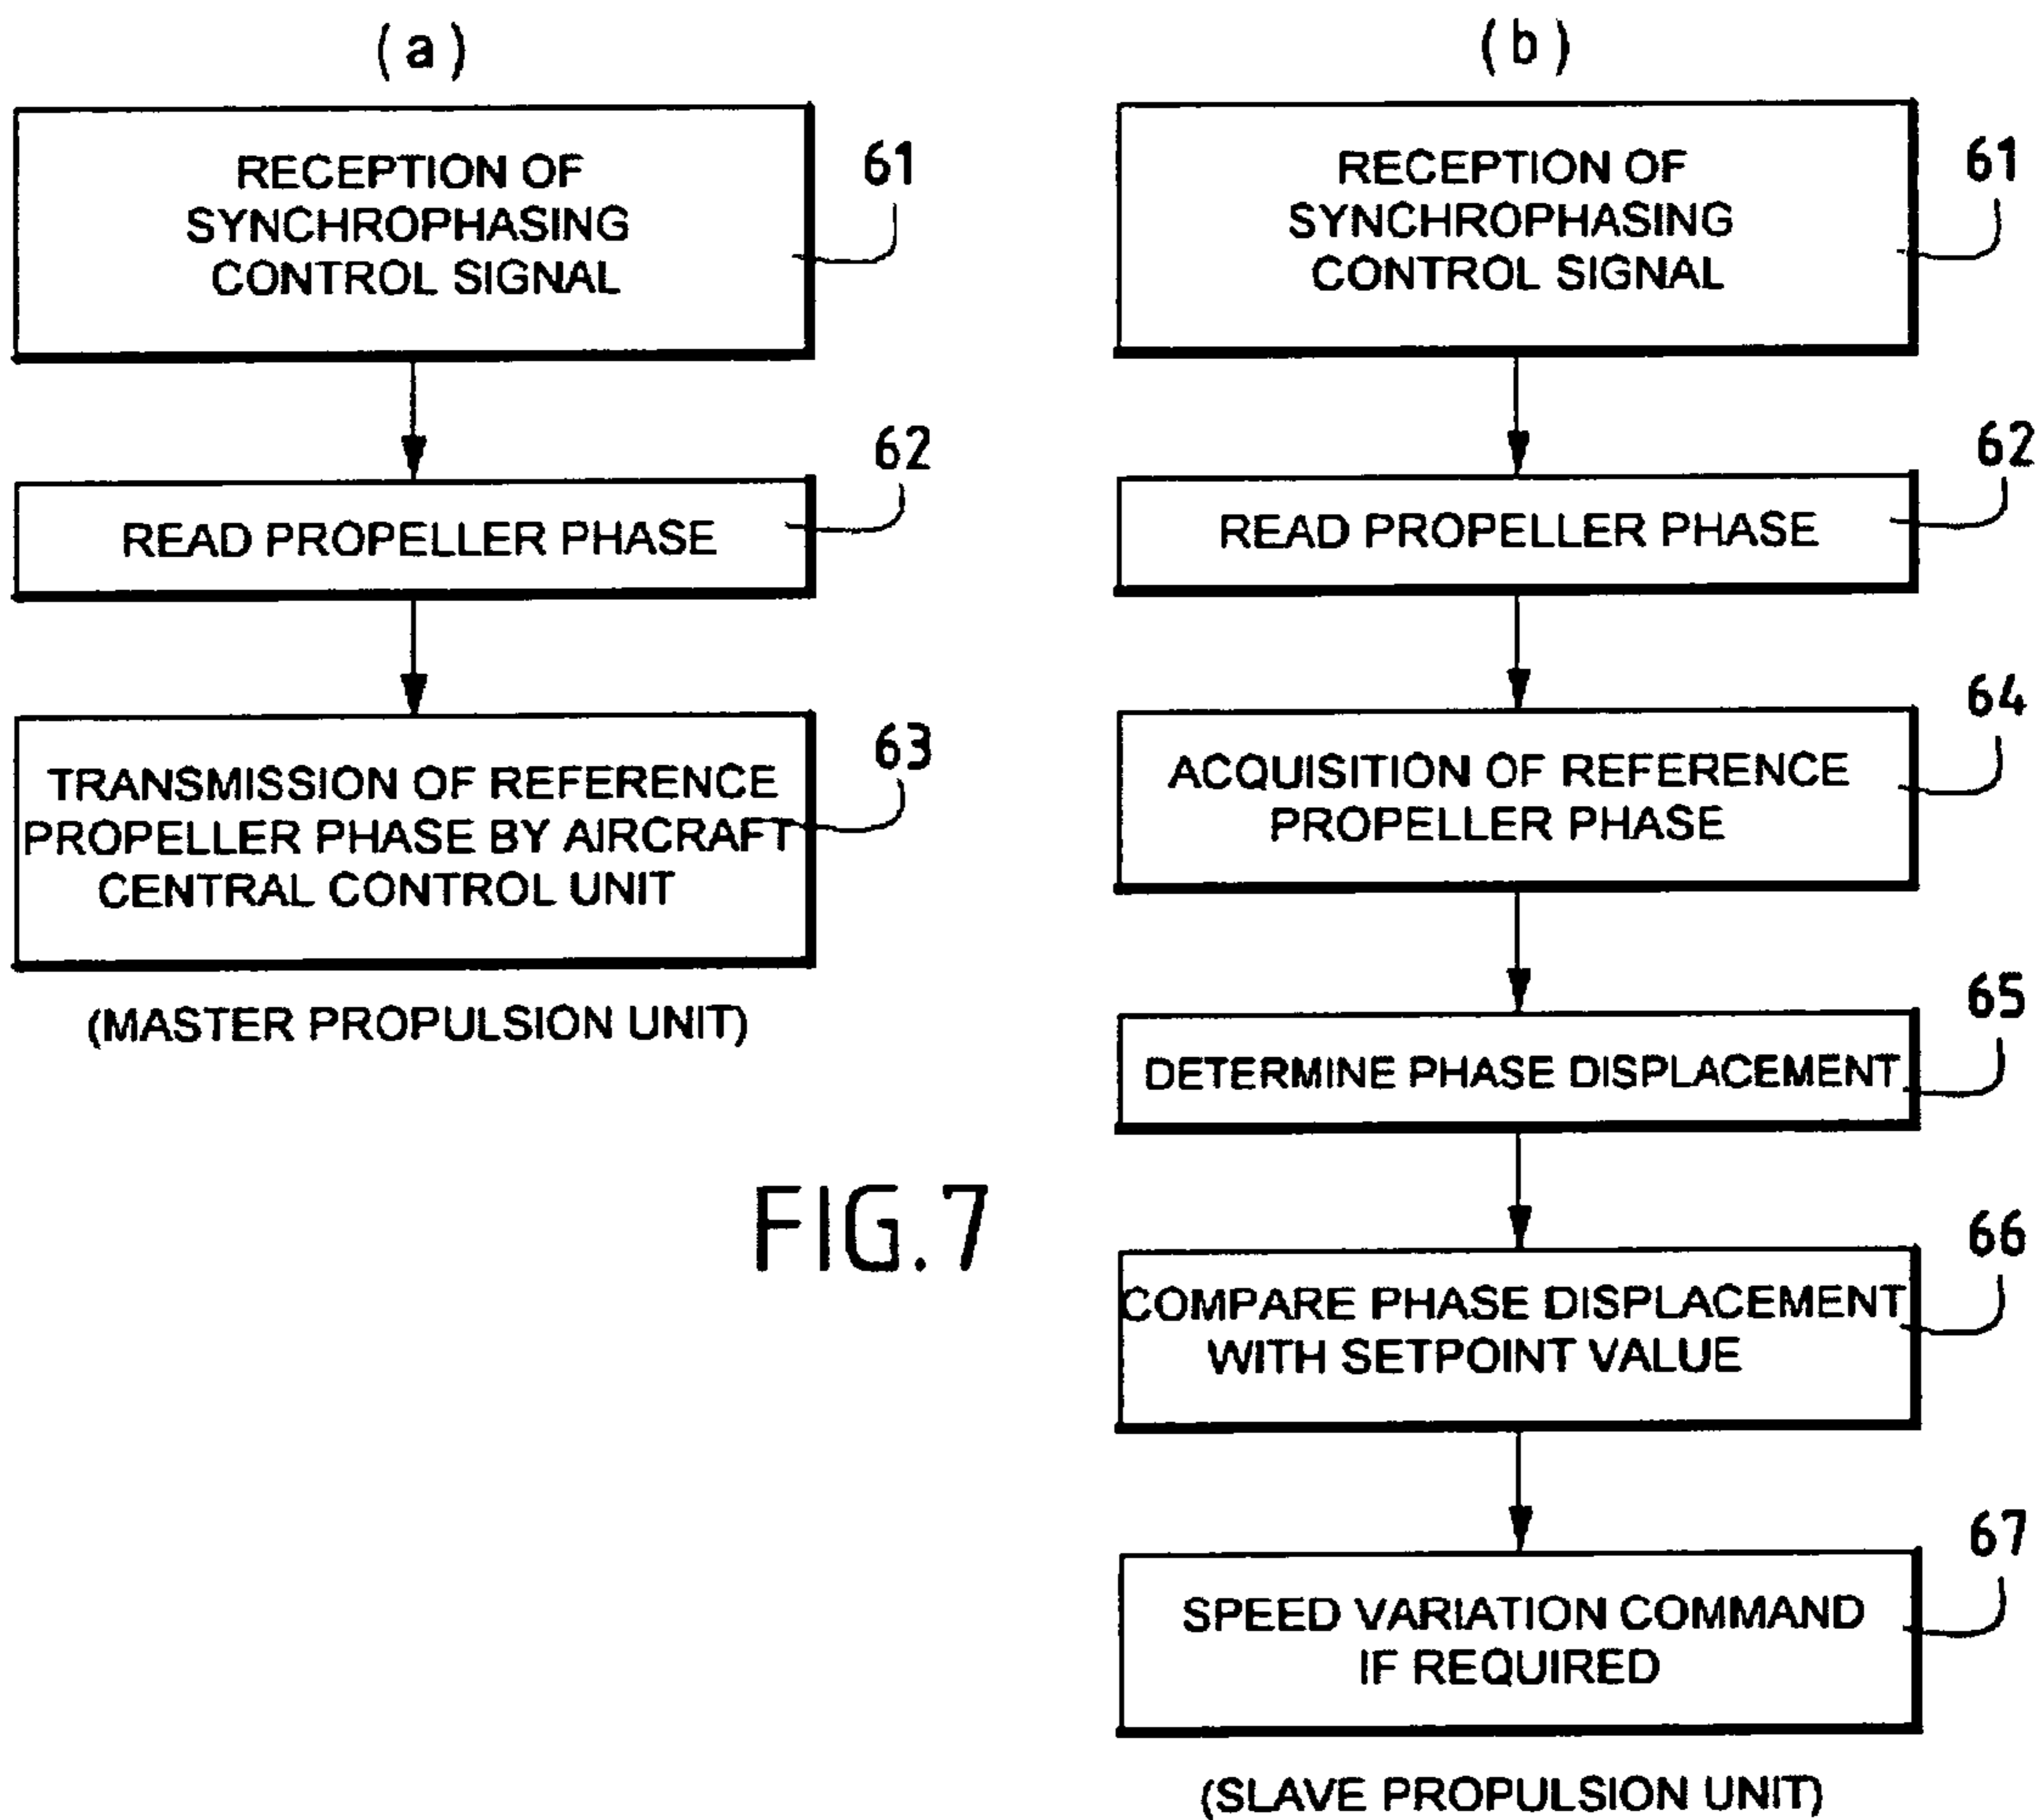 (a)
RECEPTION OF
SYNCHROPHASING
CONTROL SIGNAL
61
READ PROPELLER PHASE
62
TRANSMISSION OF REFERENCE
PROPELLER PHASE BY AIRCRAFT
CENTRAL CONTROL UNIT
63
(MASTER PROPULSION UNIT)
(b)
RECEPTION OF
SYNCHROPHASING
CONTROL SIGNAL
61
READ PROPELLER PHASE
62
ACQUISITION OF REFERENCE
PROPELLER PHASE
64
DETERMINE PHASE DISPLACEMENT
65
COMPARE PHASE DISPLACEMENT
WITH SETPOINT VALUE
66
SPEED VARIATION COMMAND
IF REQUIRED
67
(SLAVE PROPULSION UNIT)
FIG.7